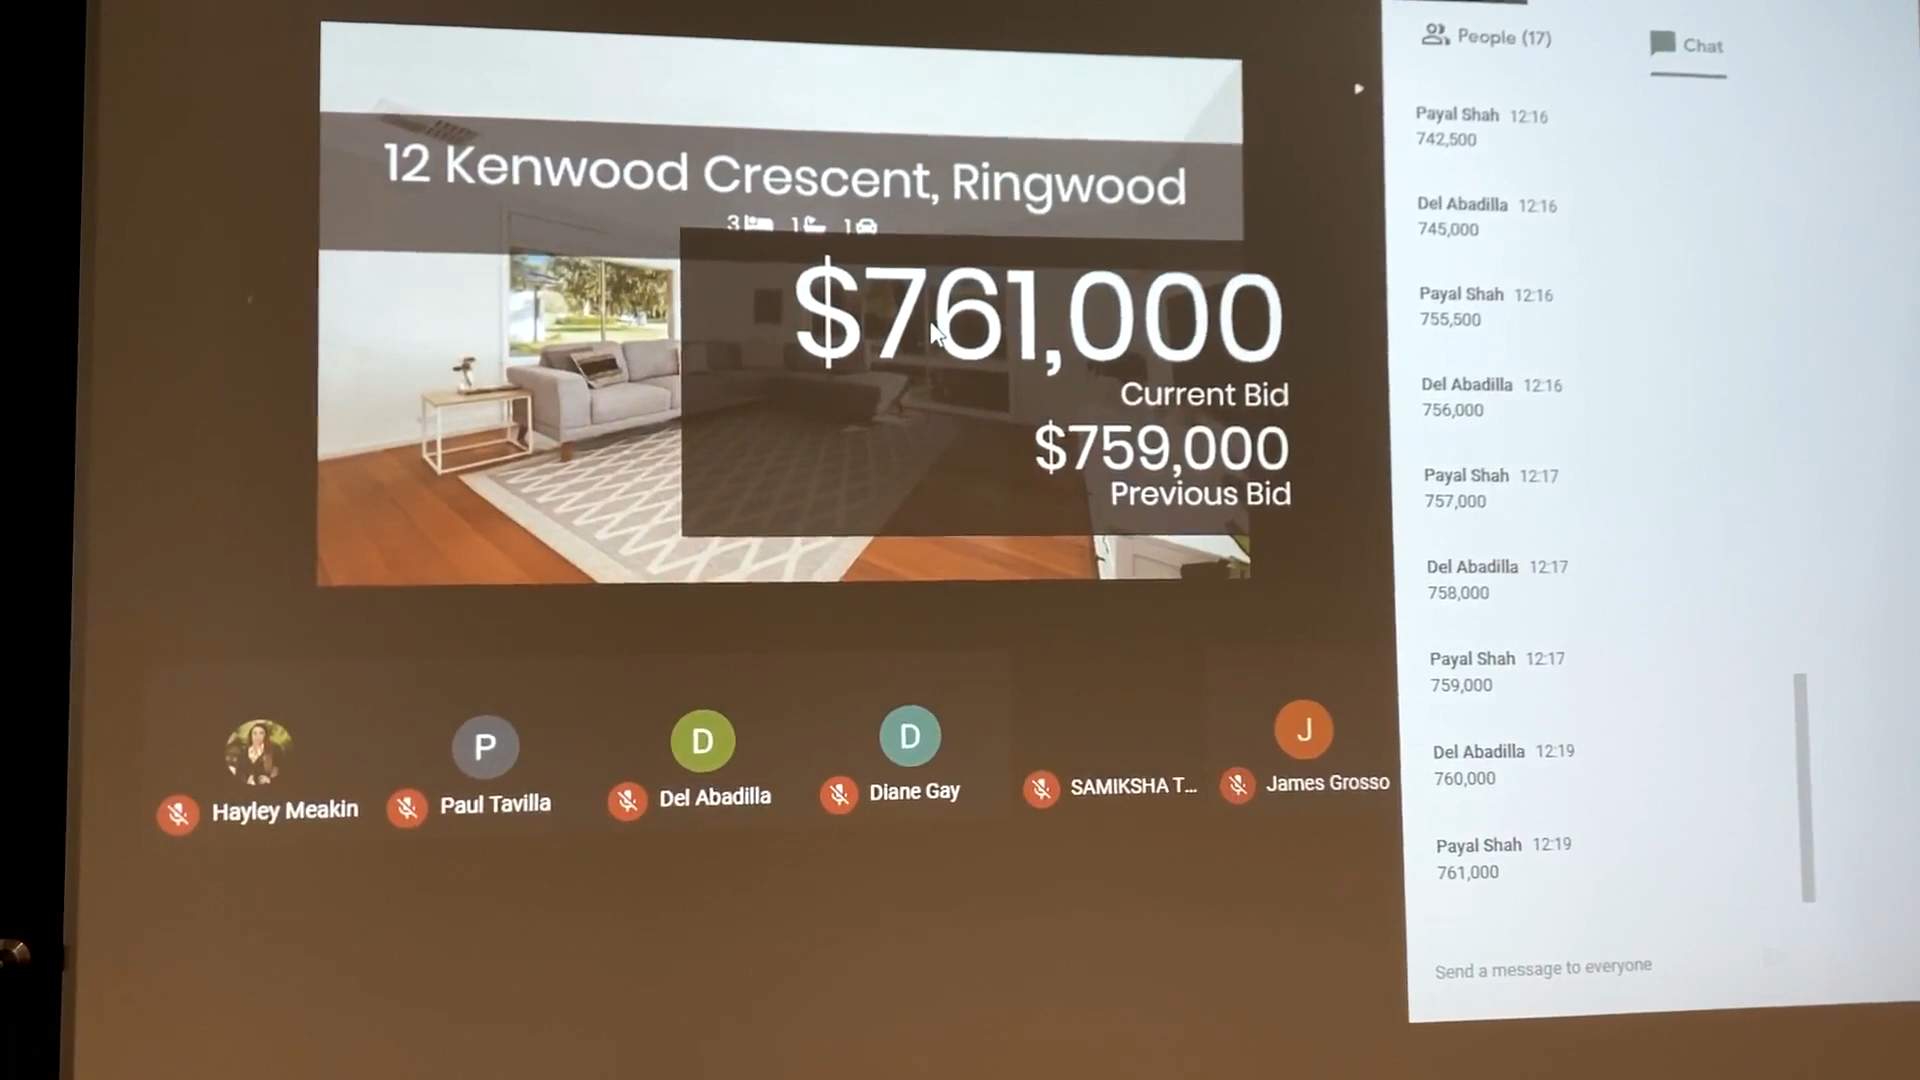 12 Kenwood Crescent, Ringwood
3 1 1
$761,000
Current Bid
$759,000
Previous Bid
P
D
D
J
Hayley Meakin
Paul Tavilla
Del Abadilla
Diane Gay
SAMIKSHA T...
James Grosso
People (17)
Chat
Payal Shah 12:16
742,500
Del Abadilla 12:16
745,000
Payal Shah 12:16
755,500
Del Abadilla 12:16
756,000
Payal Shah 12:17
757,000
Del Abadilla 12:17
758,000
Payal Shah 12:17
759,000
Del Abadilla 12:19
760,000
Payal Shah 12:19
761,000
Send a message to everyone